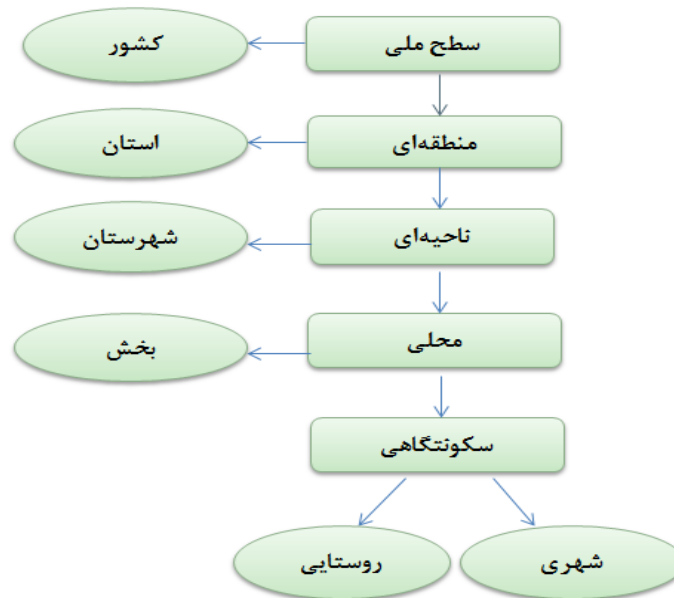 سطح ملی
کشور
منطقه‌ای
استان
ناحیه‌ای
شهرستان
محلی
بخش
سکونتگاهی
شهری
روستایی